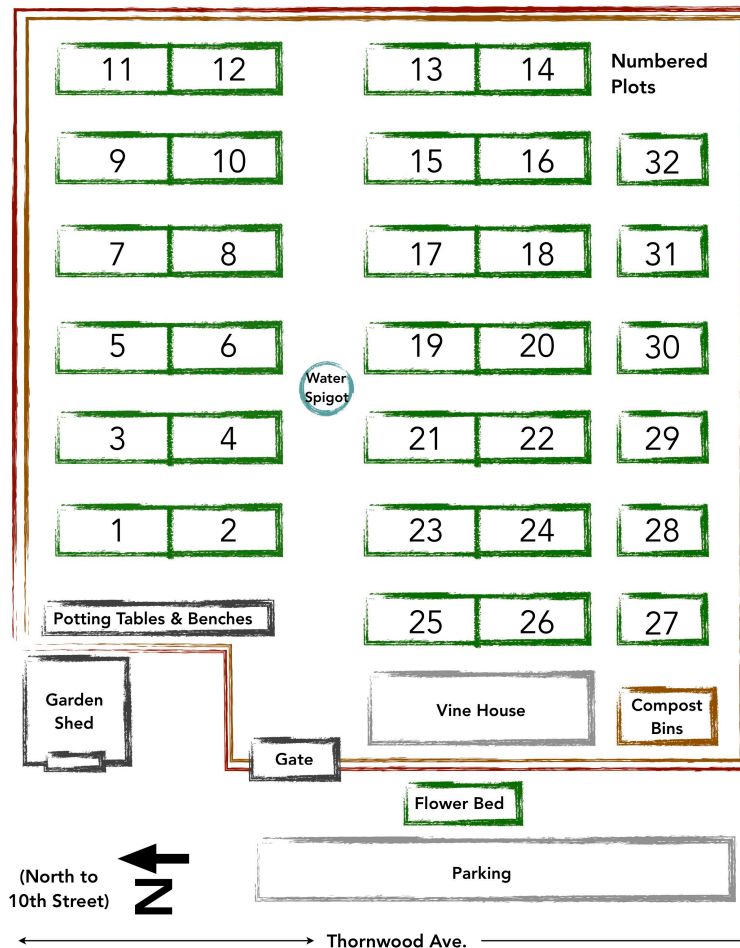 11 12 13 14 Numbered
Plots
9 10 15 16 32
7 8 17 18 31
5 6 19 20 30
Water
Spigot
3 4 21 22 29
1 2 23 24 28
Potting Tables & Benches 25 26 27
Garden
Shed
Vine House
Compost
Bins
Gate
Flower Bed
Parking
(North to
10th Street)
N
Thornwood Ave.